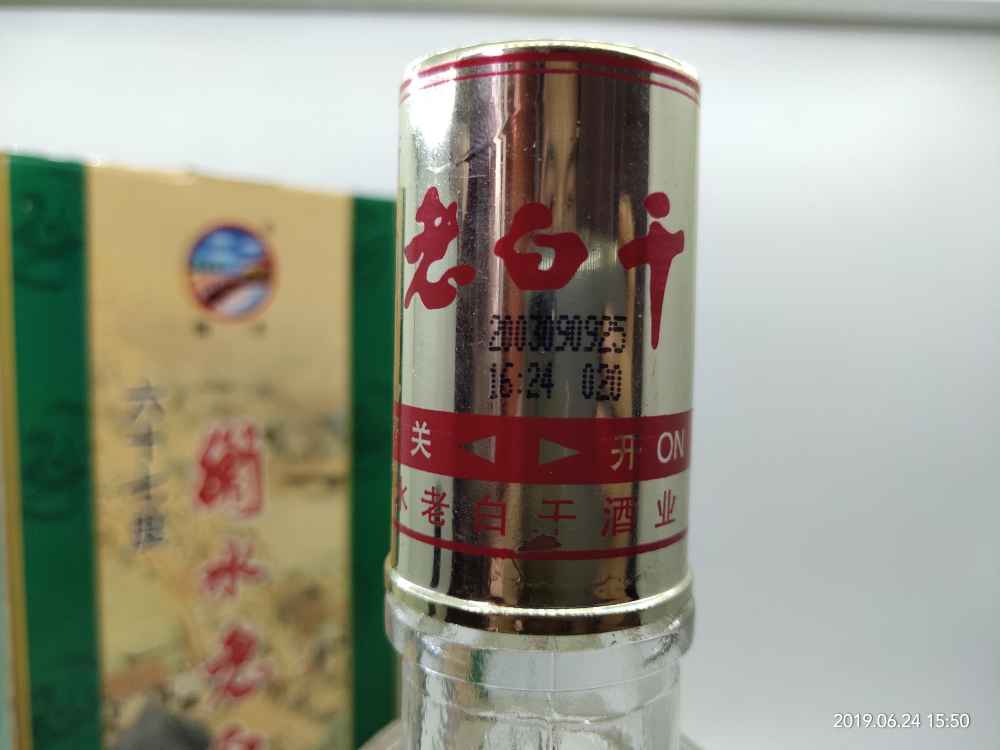 老白干
2003090925
16:24 020
关 开 ON
水老白干酒业
六十七度
衡水老白
2019.06.24 15:50